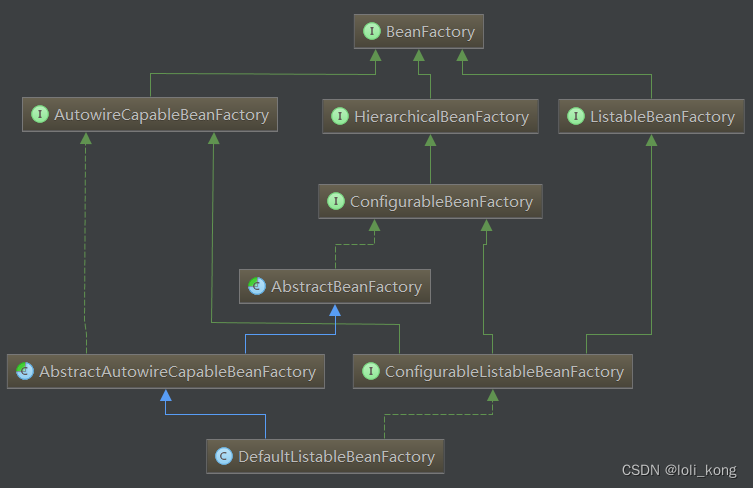 I BeanFactory
I AutowireCapableBeanFactory
I HierarchicalBeanFactory
I ListableBeanFactory
I ConfigurableBeanFactory
C AbstractBeanFactory
C AbstractAutowireCapableBeanFactory
I ConfigurableListableBeanFactory
C DefaultListableBeanFactory
CSDN @loli_kong